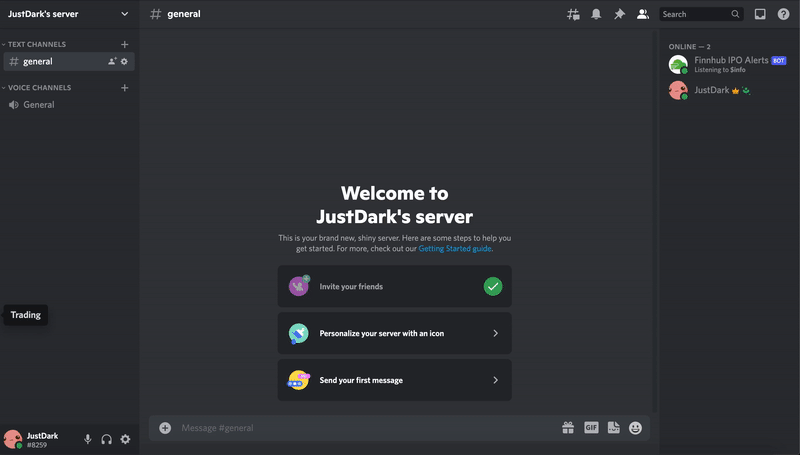 JustDark's server
general
Search
TEXT CHANNELS
general
VOICE CHANNELS
General
Trading
JustDark
#8259
Welcome to
JustDark's server
This is your brand new, shiny server. Here are some steps to help you
get started. For more, check out our Getting Started guide.
Invite your friends
Personalize your server with an icon
Send your first message
Message #general
GIF
ONLINE — 2
Finnhub IPO Alerts BOT
Listening to $info
JustDark